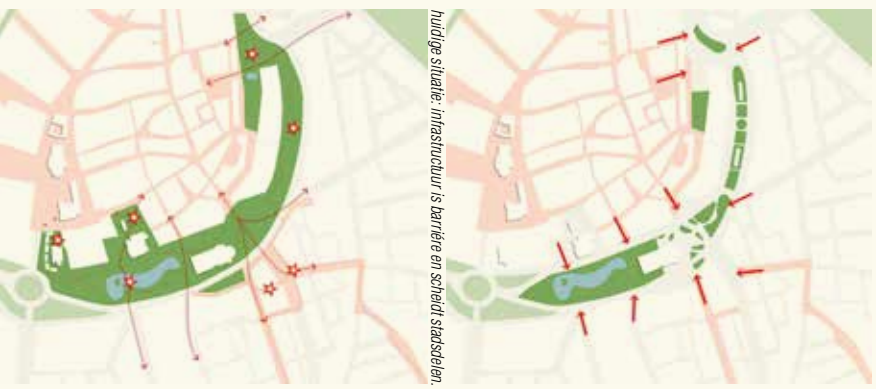 huidige situatie: infrastructuur is barrière en scheidt stadsdelen.